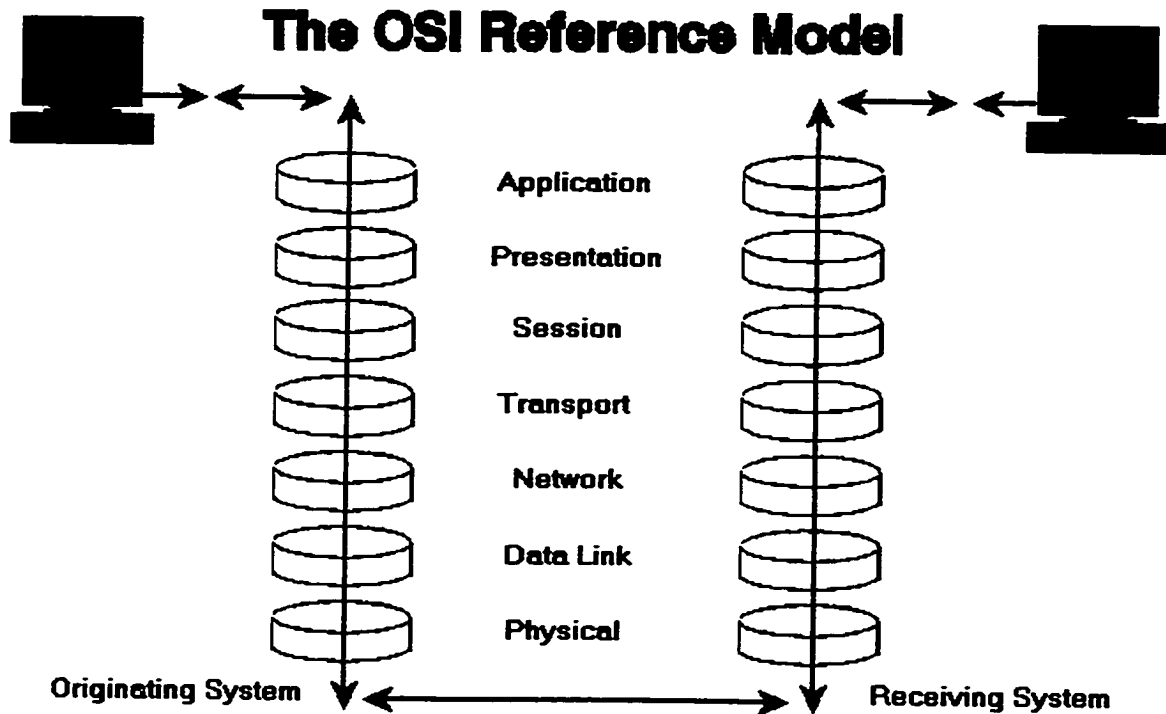 The OSI Reference Model
Application
Presentation
Session
Transport
Network
Data Link
Physical
Originating System
Receiving System